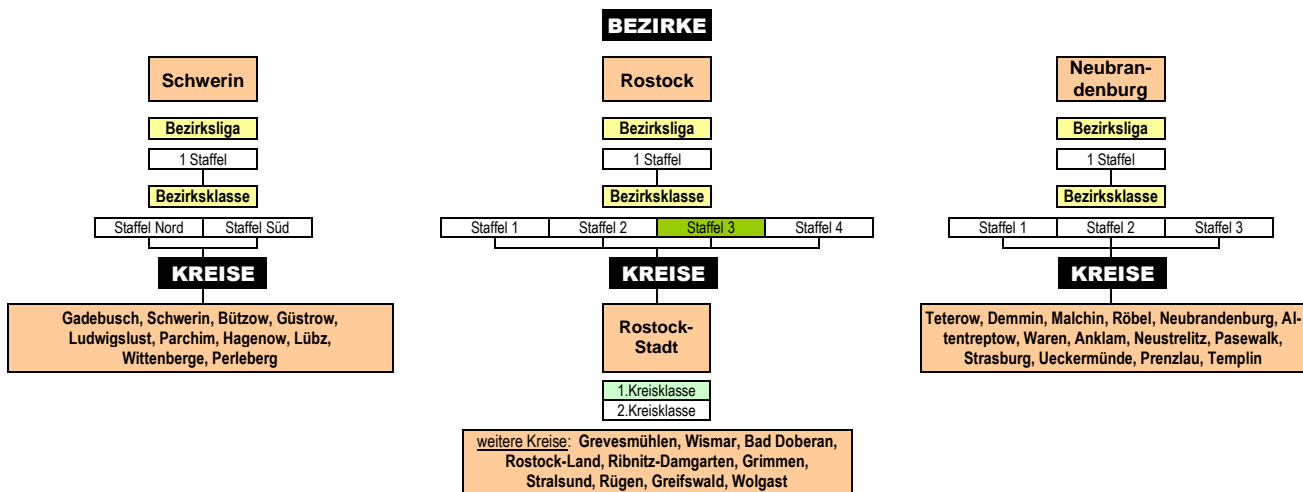 BEZIRKE
Schwerin
Bezirksliga
1 Staffel
Bezirksklasse
Staffel Nord
Staffel Süd
KREISE
Gadebusch, Schwerin, Bützow, Güstrow,
Ludwigslust, Parchim, Hagenow, Lübz,
Wittenberge, Perleberg
Rostock
Bezirksliga
1 Staffel
Bezirksklasse
Staffel 1
Staffel 2
Staffel 3
Staffel 4
KREISE
Rostock-
Stadt
1.Kreisklasse
2.Kreisklasse
weitere Kreise: Grevesmühlen, Wismar, Bad Doberan,
Rostock-Land, Ribnitz-Damgarten, Grimmen,
Stralsund, Rügen, Greifswald, Wolgast
Neubran-
denburg
Bezirksliga
1 Staffel
Bezirksklasse
Staffel 1
Staffel 2
Staffel 3
KREISE
Teterow, Demmin, Malchin, Röbel, Neubrandenburg, Al-
tentreptow, Waren, Anklam, Neustrelitz, Pasewalk,
Strasburg, Ueckermünde, Prenzlau, Templin